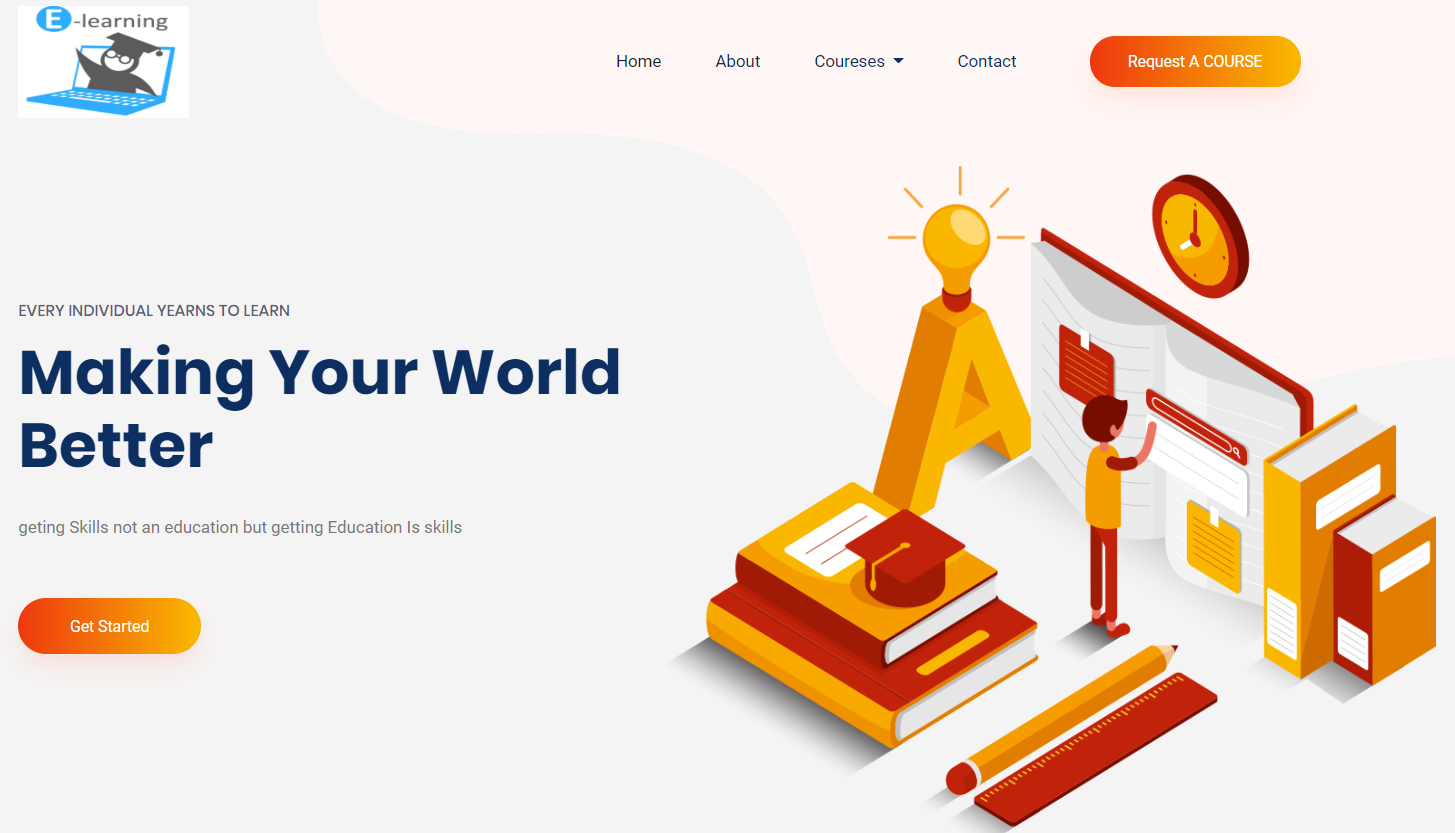 E-learning
Home About Coureses Contact Request A COURSE
EVERY INDIVIDUAL YEARNS TO LEARN
Making Your World
Better
geting Skills not an education but getting Education Is skills
Get Started
A